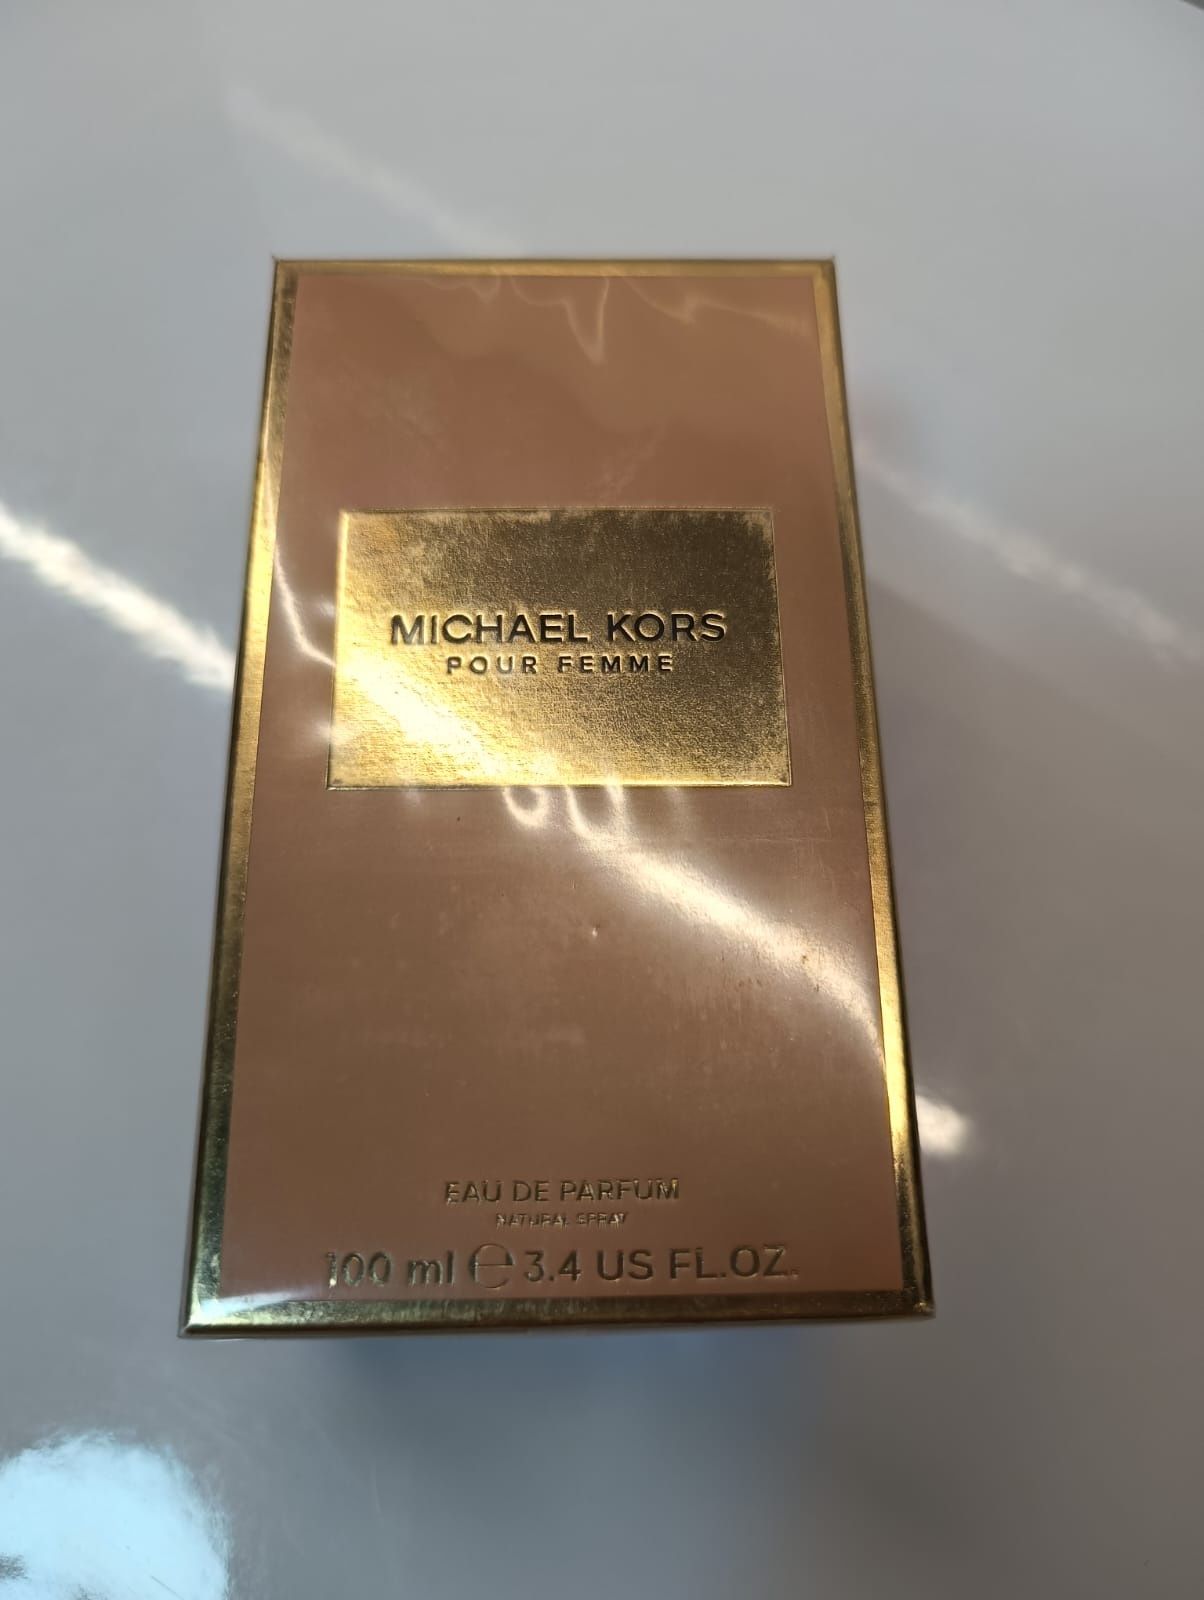 MICHAEL KORS
POUR FEMME
EAU DE PARFUM
NATURAL SPRAY
100 ml ℮ 3.4 US FL.OZ.